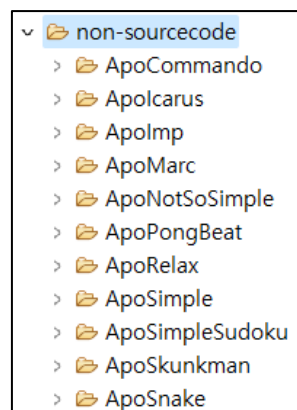 non-sourcecode
ApoCommando
ApoIcarus
ApoImp
ApoMarc
ApoNotSoSimple
ApoPongBeat
ApoRelax
ApoSimple
ApoSimpleSudoku
ApoSkunkman
ApoSnake